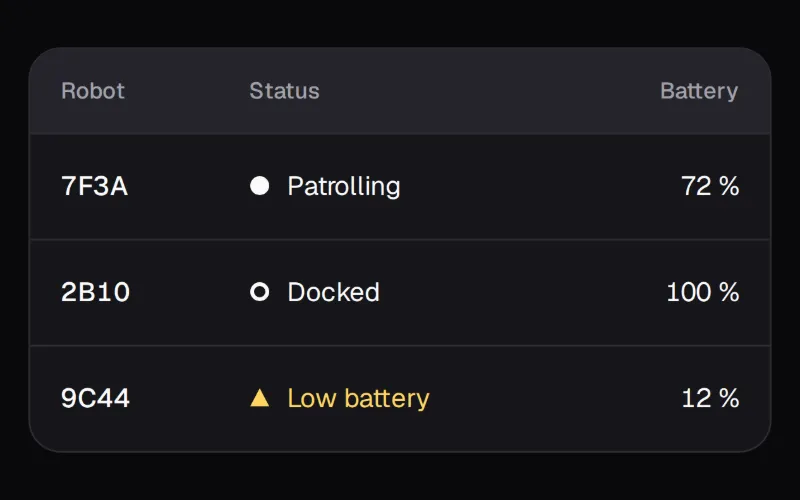 Robot Status Battery
7F3A Patrolling 72 %
2B10 Docked 100 %
9C44 Low battery 12 %